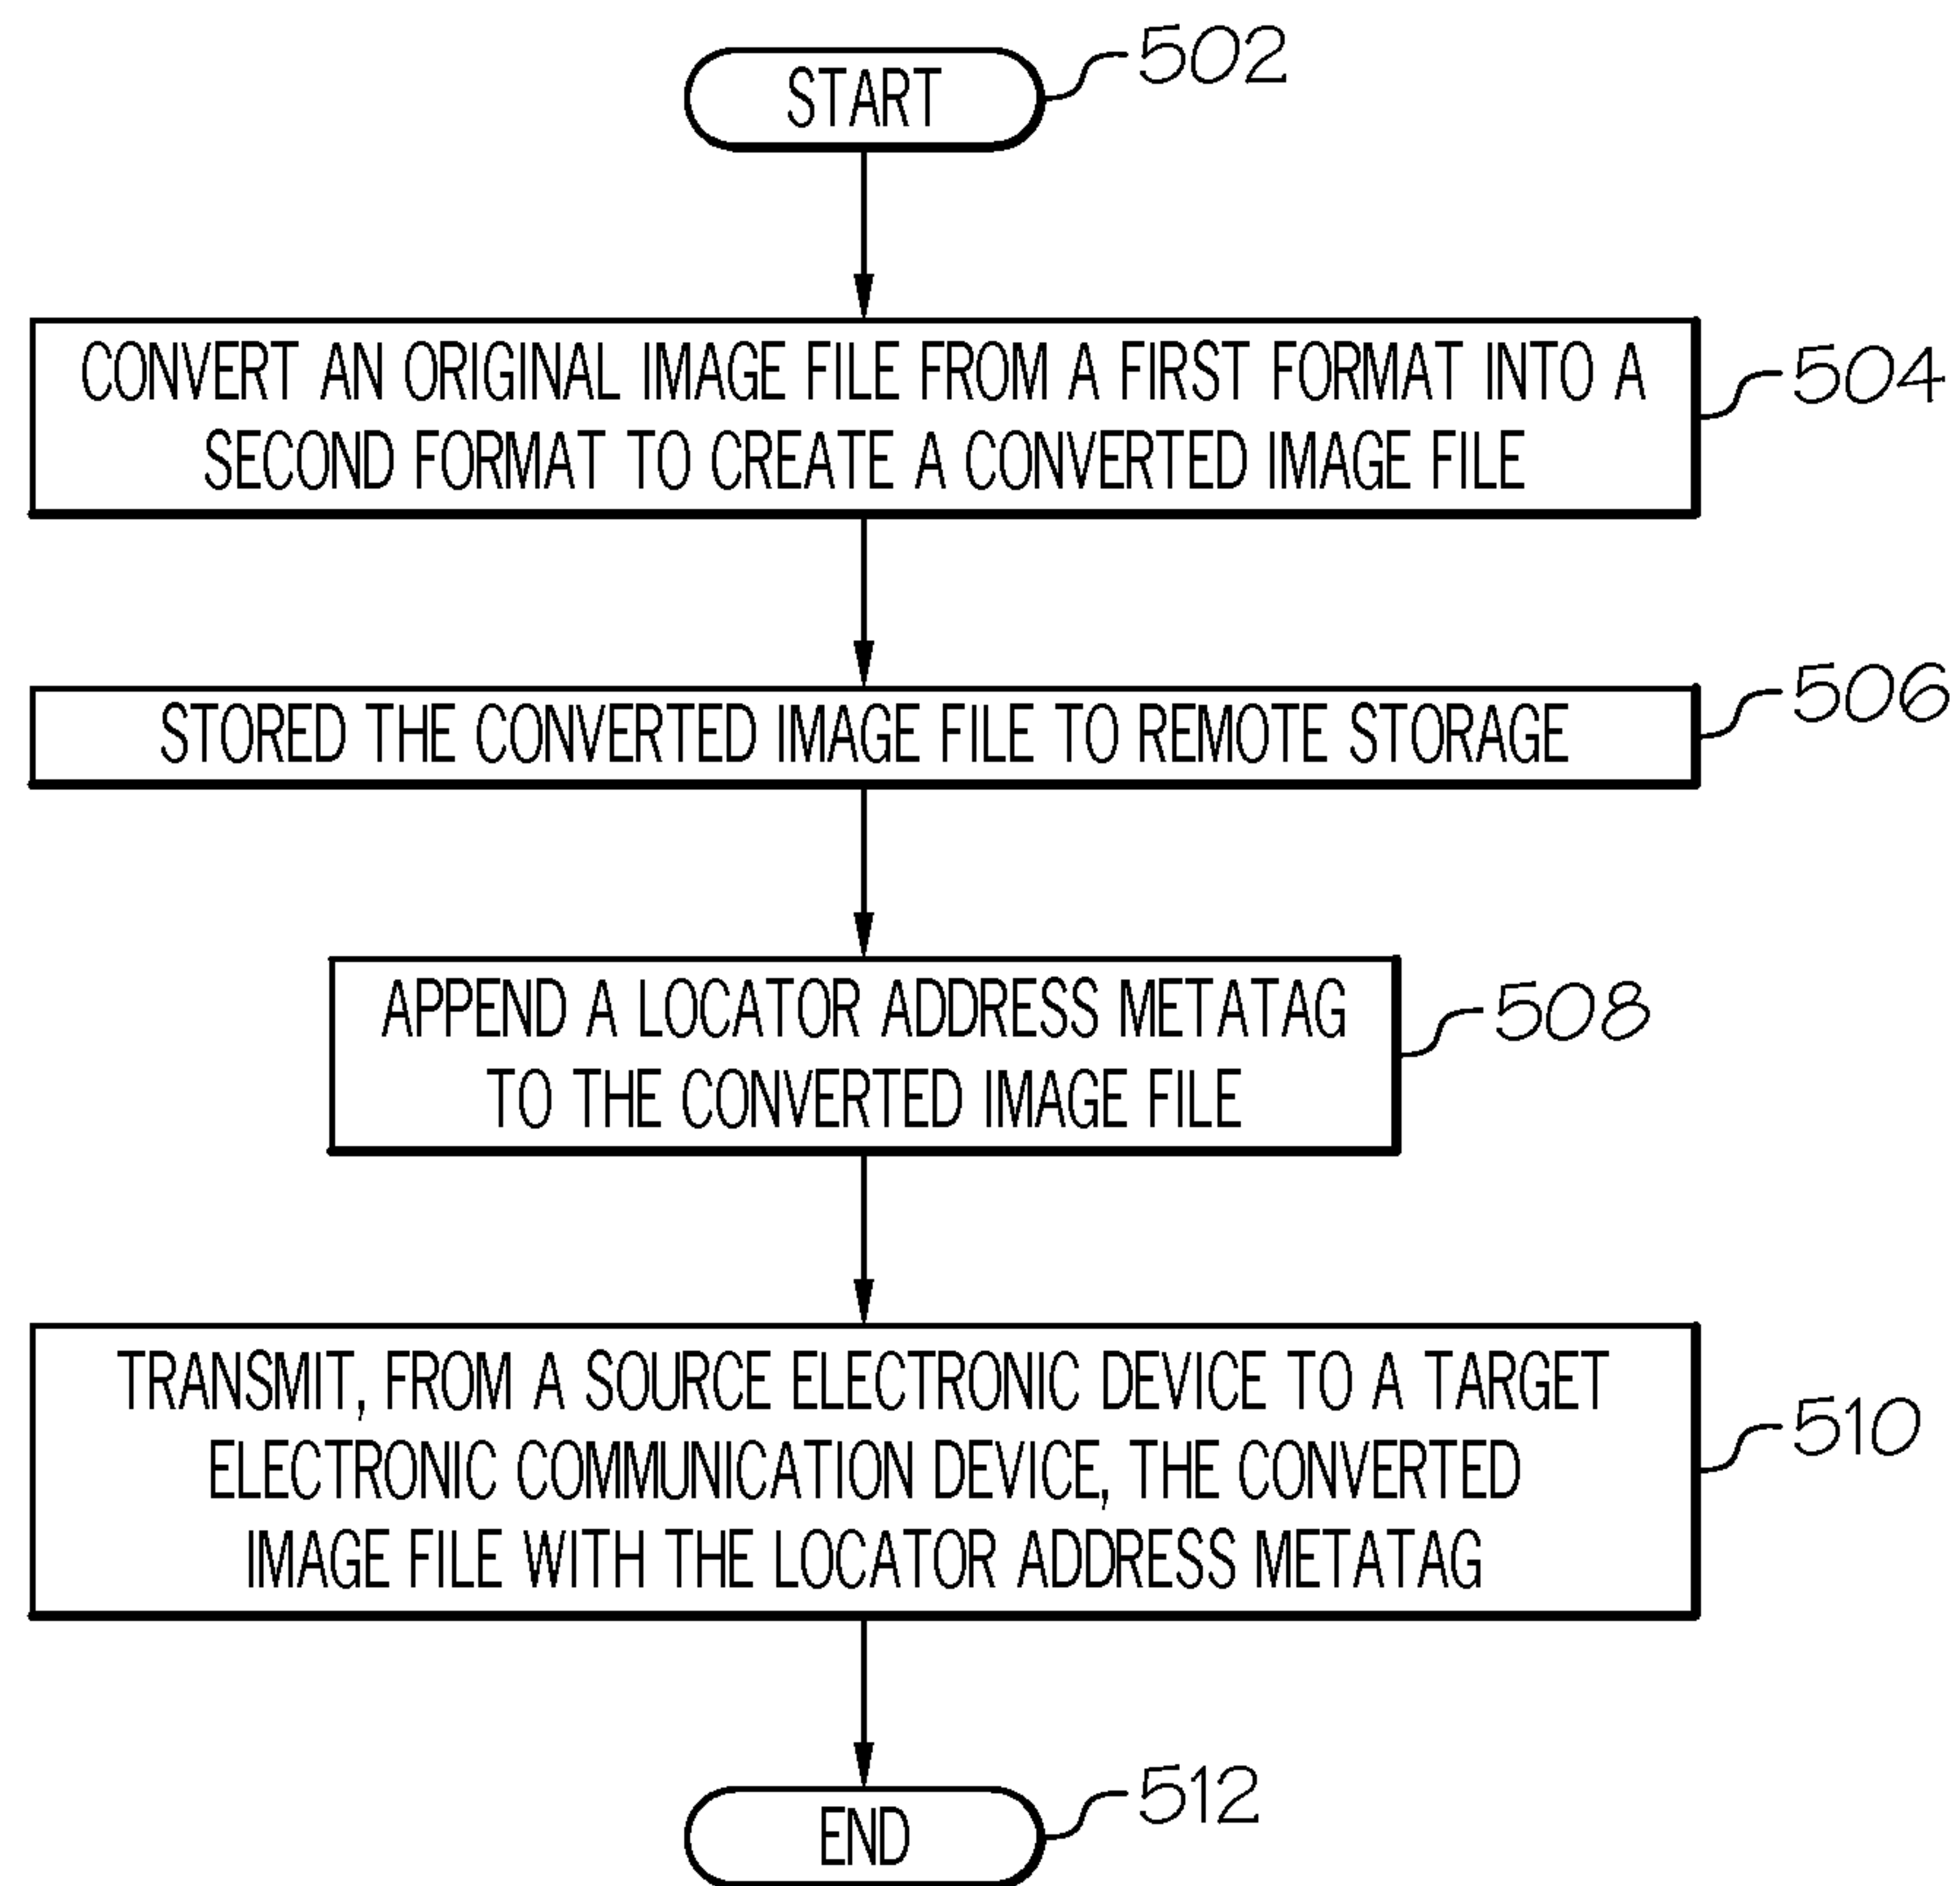 START
502
CONVERT AN ORIGINAL IMAGE FILE FROM A FIRST FORMAT INTO A
SECOND FORMAT TO CREATE A CONVERTED IMAGE FILE
504
STORED THE CONVERTED IMAGE FILE TO REMOTE STORAGE
506
APPEND A LOCATOR ADDRESS METATAG
TO THE CONVERTED IMAGE FILE
508
TRANSMIT, FROM A SOURCE ELECTRONIC DEVICE TO A TARGET
ELECTRONIC COMMUNICATION DEVICE, THE CONVERTED
IMAGE FILE WITH THE LOCATOR ADDRESS METATAG
510
END
512